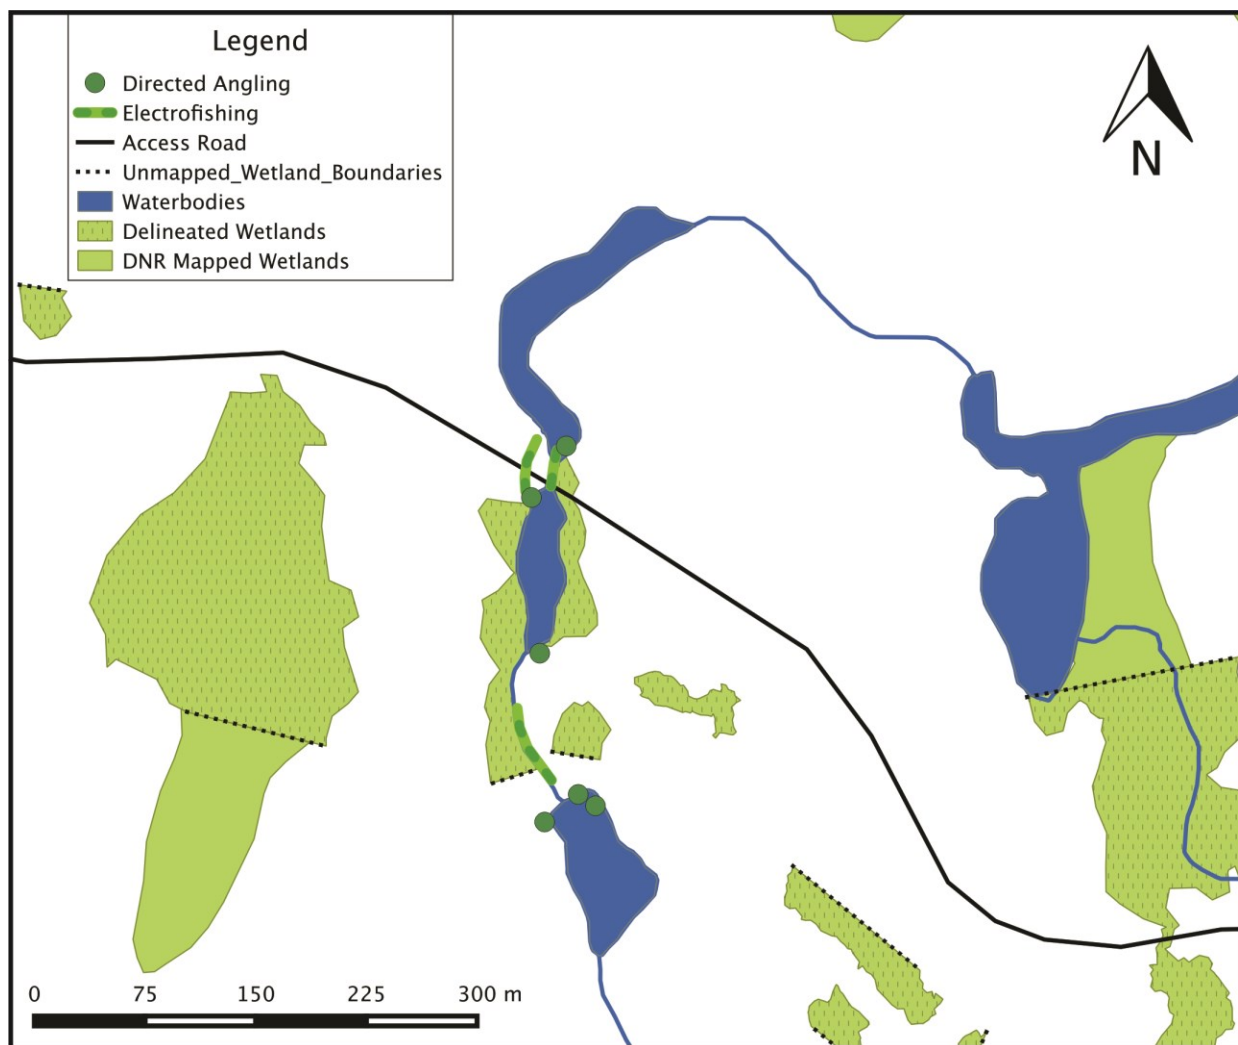 Legend
Directed Angling
Electrofishing
Access Road
Unmapped_Wetland_Boundaries
Waterbodies
Delineated Wetlands
DNR Mapped Wetlands
N
0 75 150 225 300 m